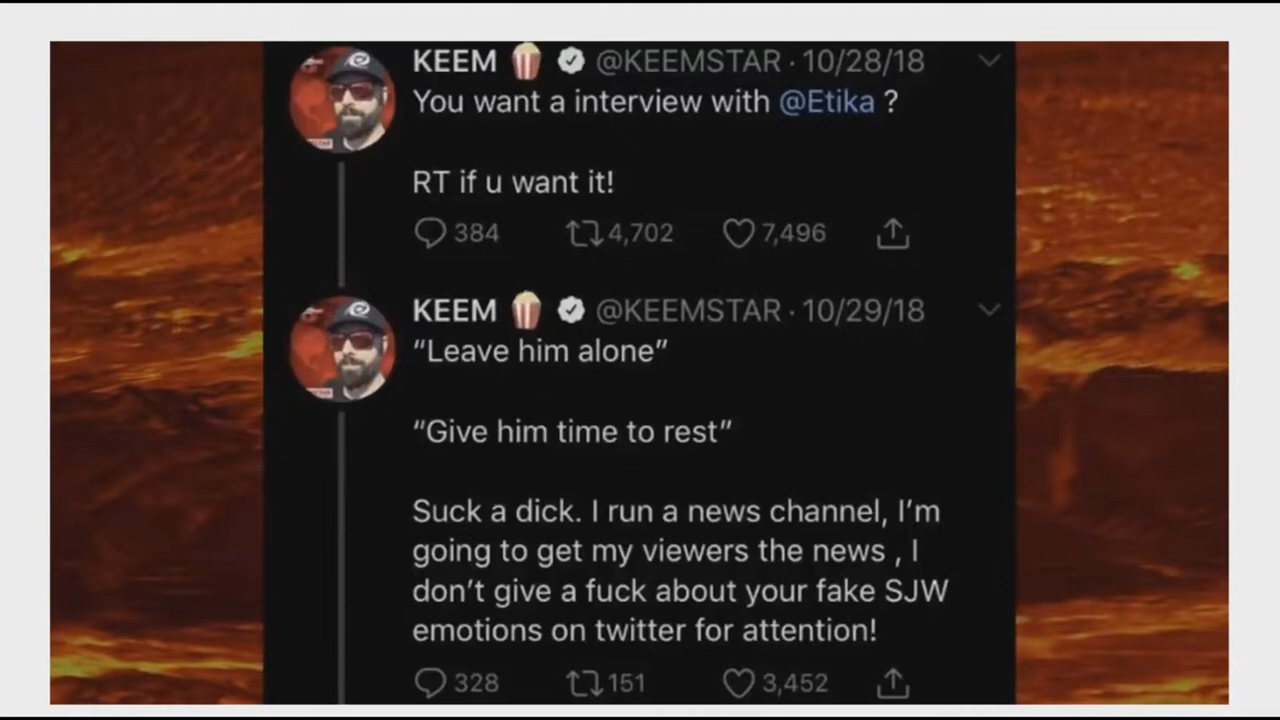 KEEM 🍿 @KEEMSTAR · 10/28/18
You want a interview with @Etika ?
RT if u want it!
384 4,702 7,496
KEEM 🍿 @KEEMSTAR · 10/29/18
“Leave him alone”
“Give him time to rest”
Suck a dick. I run a news channel, I’m
going to get my viewers the news , I
don’t give a fuck about your fake SJW
emotions on twitter for attention!
328 151 3,452